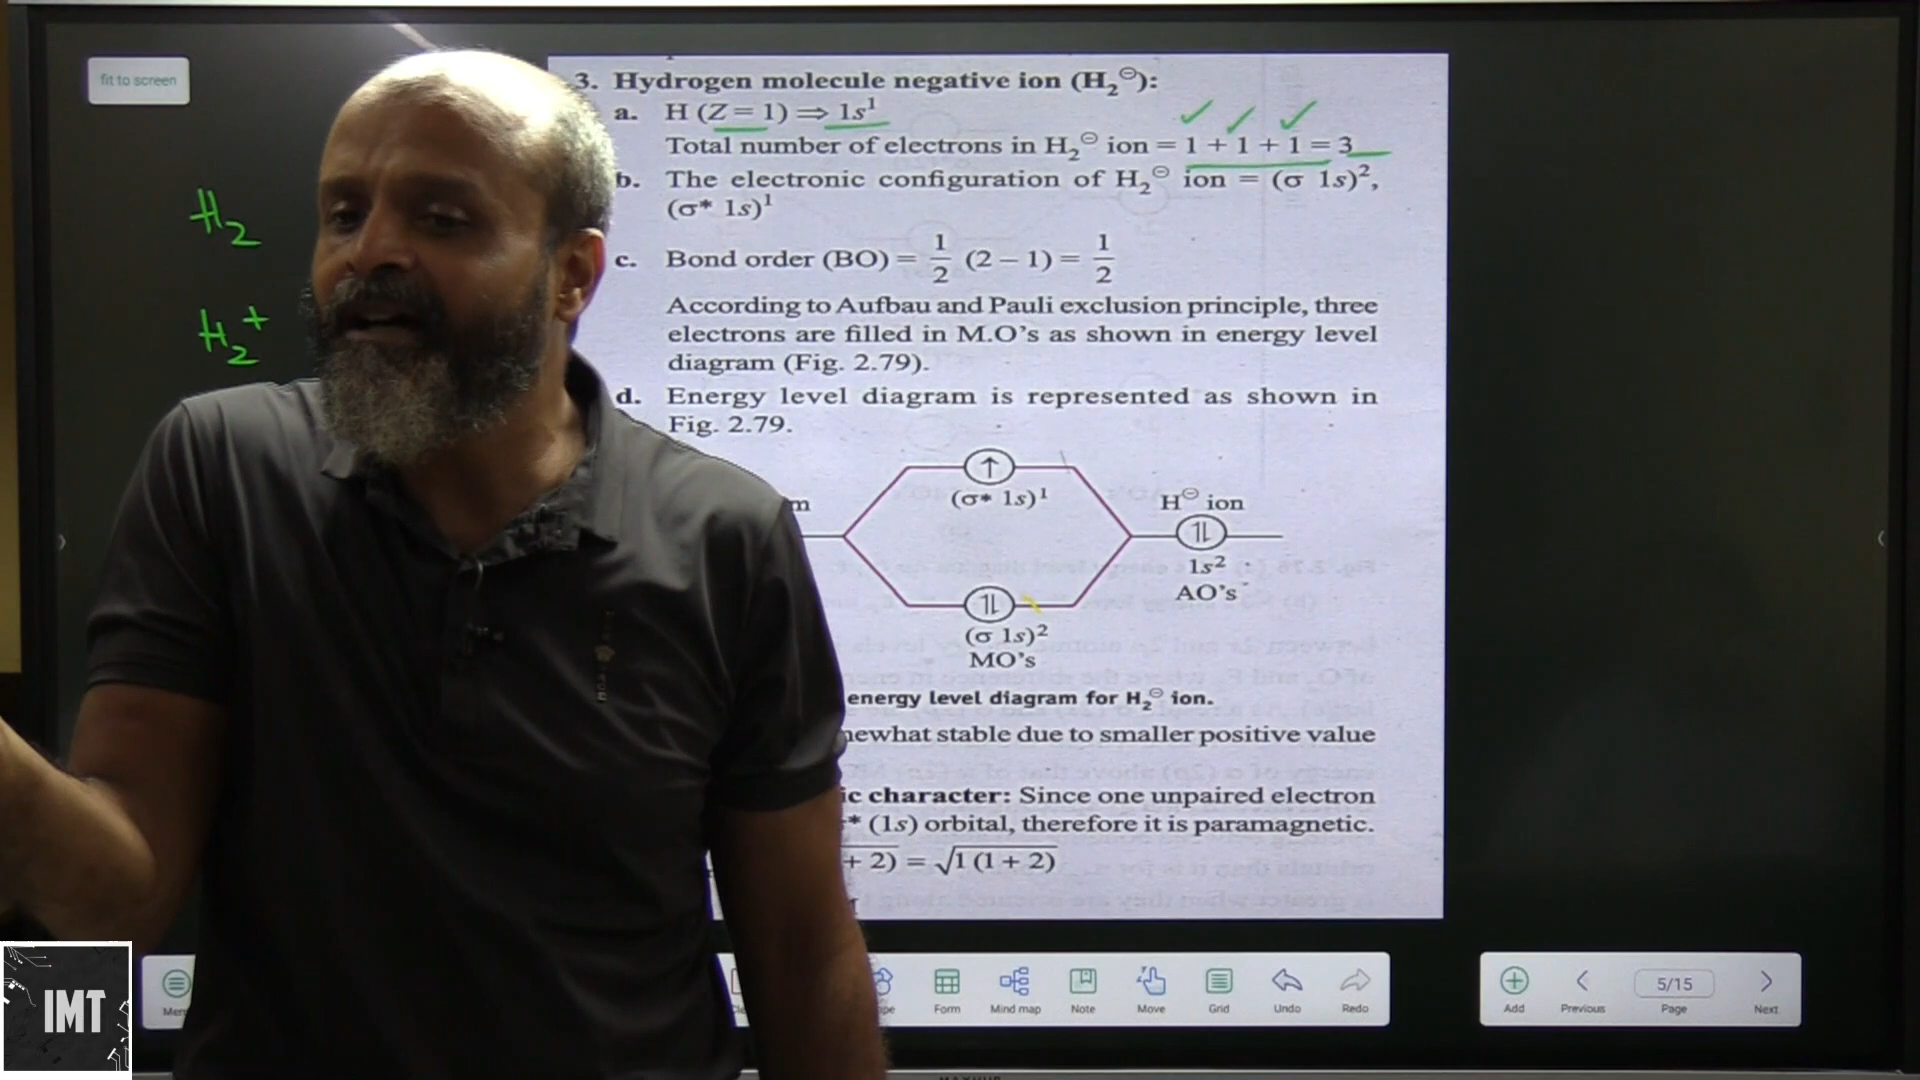 fit to screen
H₂
H₂⁺
3. Hydrogen molecule negative ion (H₂⊖):
a. H (Z = 1) ⟹ 1s¹
Total number of electrons in H₂⊖ ion = 1 + 1 + 1 = 3
b. The electronic configuration of H₂⊖ ion = (σ 1s)²,
(σ* 1s)¹
c. Bond order (BO) = 1/2 (2 – 1) = 1/2
According to Aufbau and Pauli exclusion principle, three
electrons are filled in M.O's as shown in energy level
diagram (Fig. 2.79).
d. Energy level diagram is represented as shown in
Fig. 2.79.
↑
(σ* 1s)¹
H⊖ ion
⥮
1s²
AO's
⥮
(σ 1s)²
MO's
energy level diagram for H₂⊖ ion.
stable due to smaller positive value
character: Since one unpaired electron
* (1s) orbital, therefore it is paramagnetic.
+ 2) = √1 (1 + 2)
IMT
Form
Mind map
Note
Move
Grid
Undo
Redo
Add
Previous
5/15
Page
Next